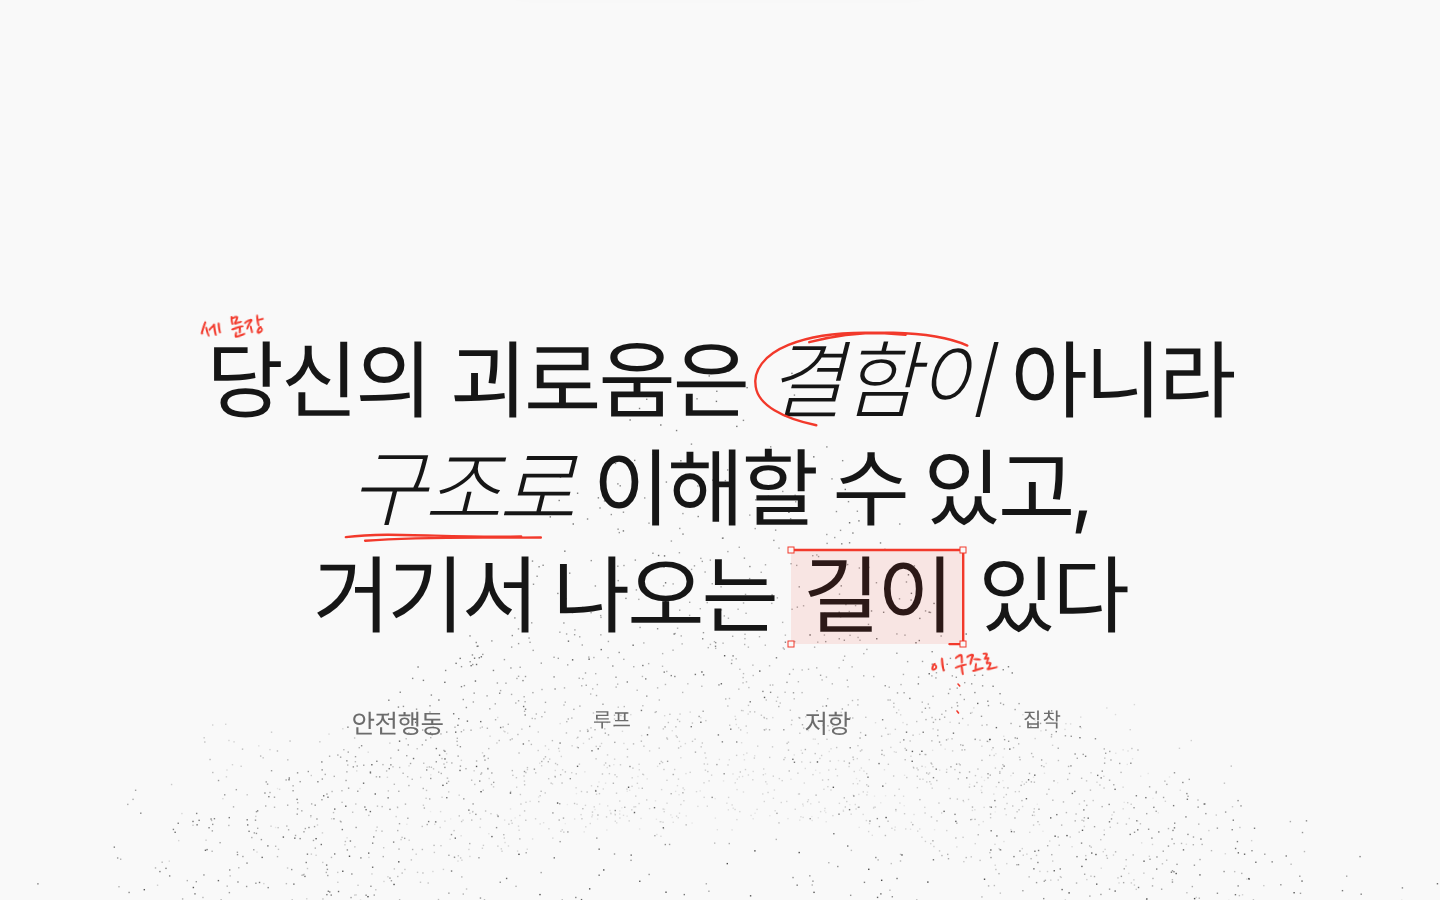 세 문장
당신의 괴로움은 결함이 아니라
구조로 이해할 수 있고,
거기서 나오는 길이 있다
이 구조로
안전행동 루프 저항 집착